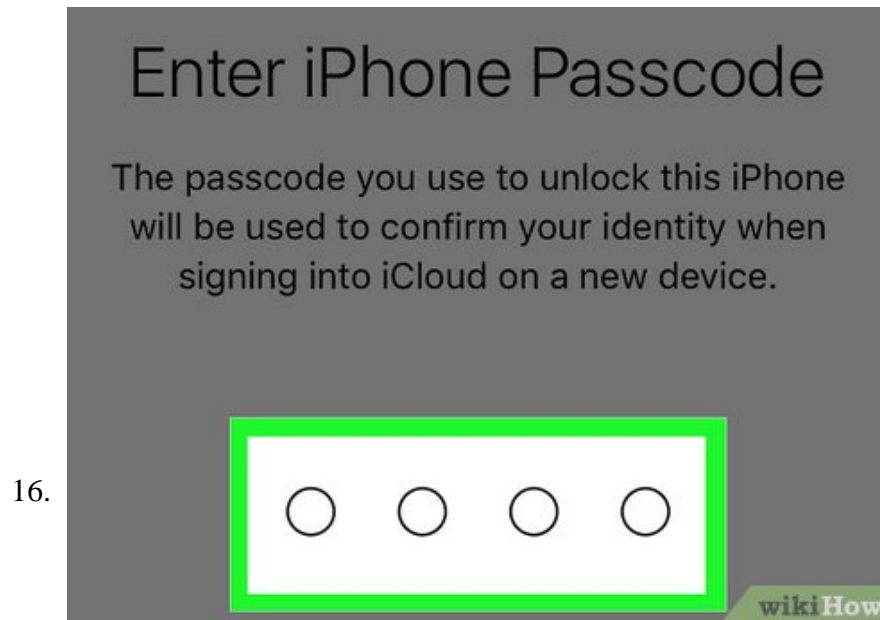 Enter iPhone Passcode
The passcode you use to unlock this iPhone
will be used to confirm your identity when
signing into iCloud on a new device.
16.
wikiHow